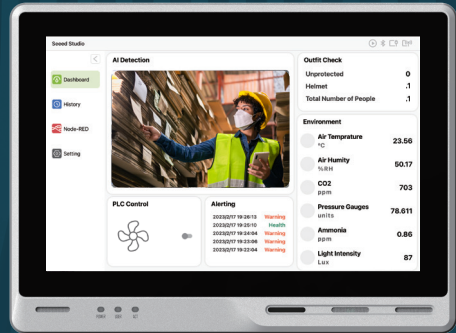 Seeed Studio
Dashboard
History
Node-RED
Setting
AI Detection
PLC Control
Alerting
2023/2/17 19:26:13 Warning
2023/2/17 19:25:10 Health
2023/2/17 19:24:04 Warning
2023/2/17 19:23:06 Warning
2023/2/17 19:22:04 Warning
Outfit Check
Unprotected 0
Helmet .1
Total Number of People .1
Environment
Air Temprature 23.56
°C
Air Humity 50.17
%RH
CO2 703
ppm
Pressure Gauges 78.611
units
Ammonia 0.86
ppm
Light Intensity 87
Lux